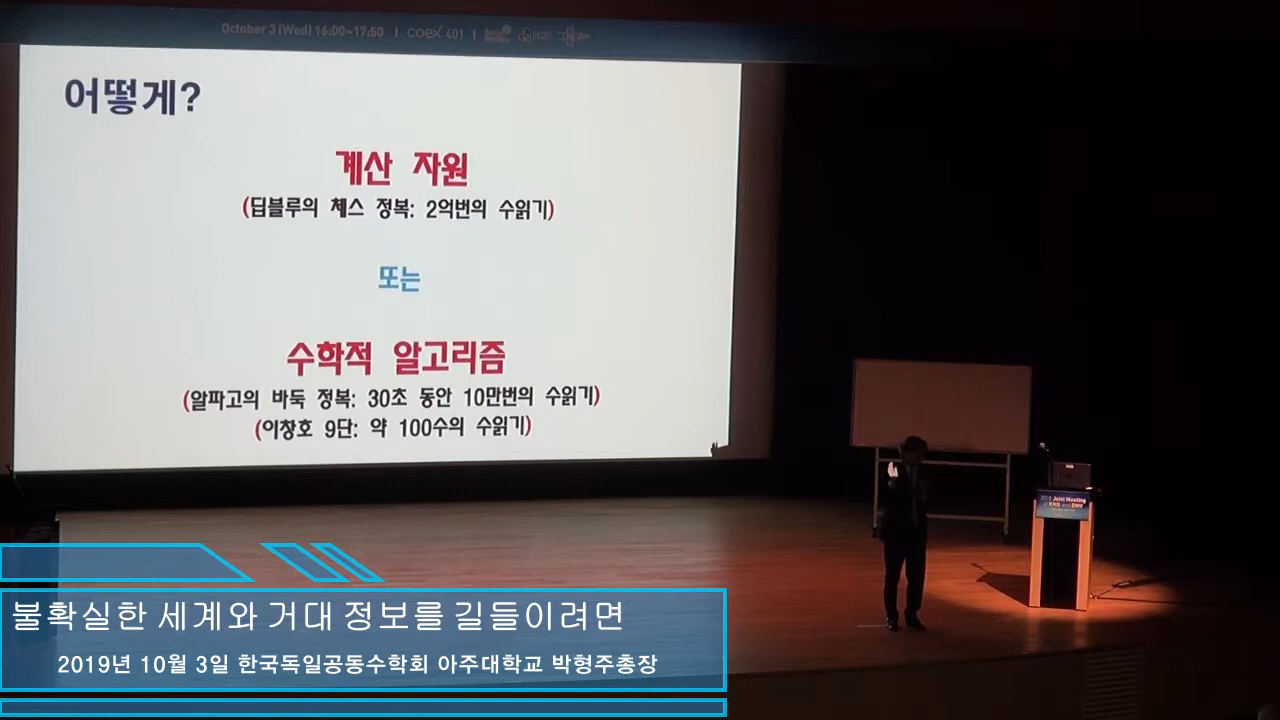 October 3 (Wed) 16:00~17:50 | coex 401 |
어떻게?
계산 자원
(딥블루의 체스 정복: 2억번의 수읽기)
또는
수학적 알고리즘
(알파고의 바둑 정복: 30초 동안 10만번의 수읽기)
(이창호 9단: 약 100수의 수읽기)
Joint Meeting
of KMS and DMV
불확실한 세계와 거대 정보를 길들이려면
2019년 10월 3일 한국독일공동수학회 아주대학교 박형주총장